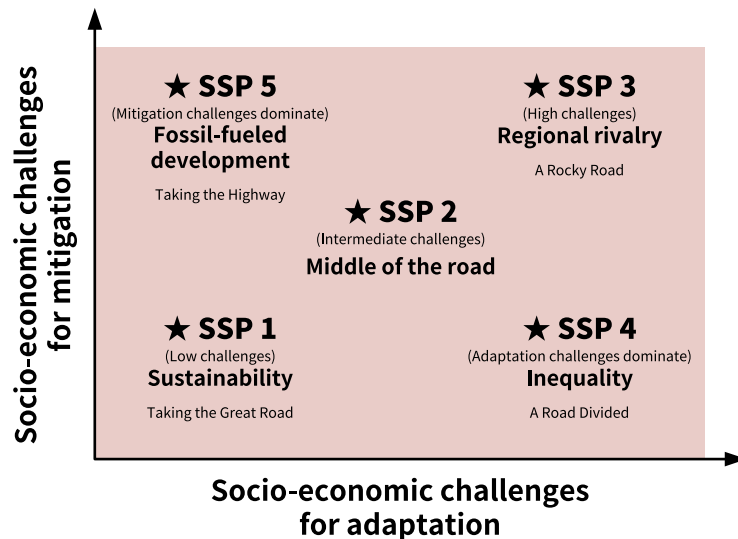 Socio-economic challenges
for mitigation
★ SSP 5
(Mitigation challenges dominate)
Fossil-fueled
development
Taking the Highway
★ SSP 3
(High challenges)
Regional rivalry
A Rocky Road
★ SSP 2
(Intermediate challenges)
Middle of the road
★ SSP 1
(Low challenges)
Sustainability
Taking the Great Road
★ SSP 4
(Adaptation challenges dominate)
Inequality
A Road Divided
Socio-economic challenges
for adaptation